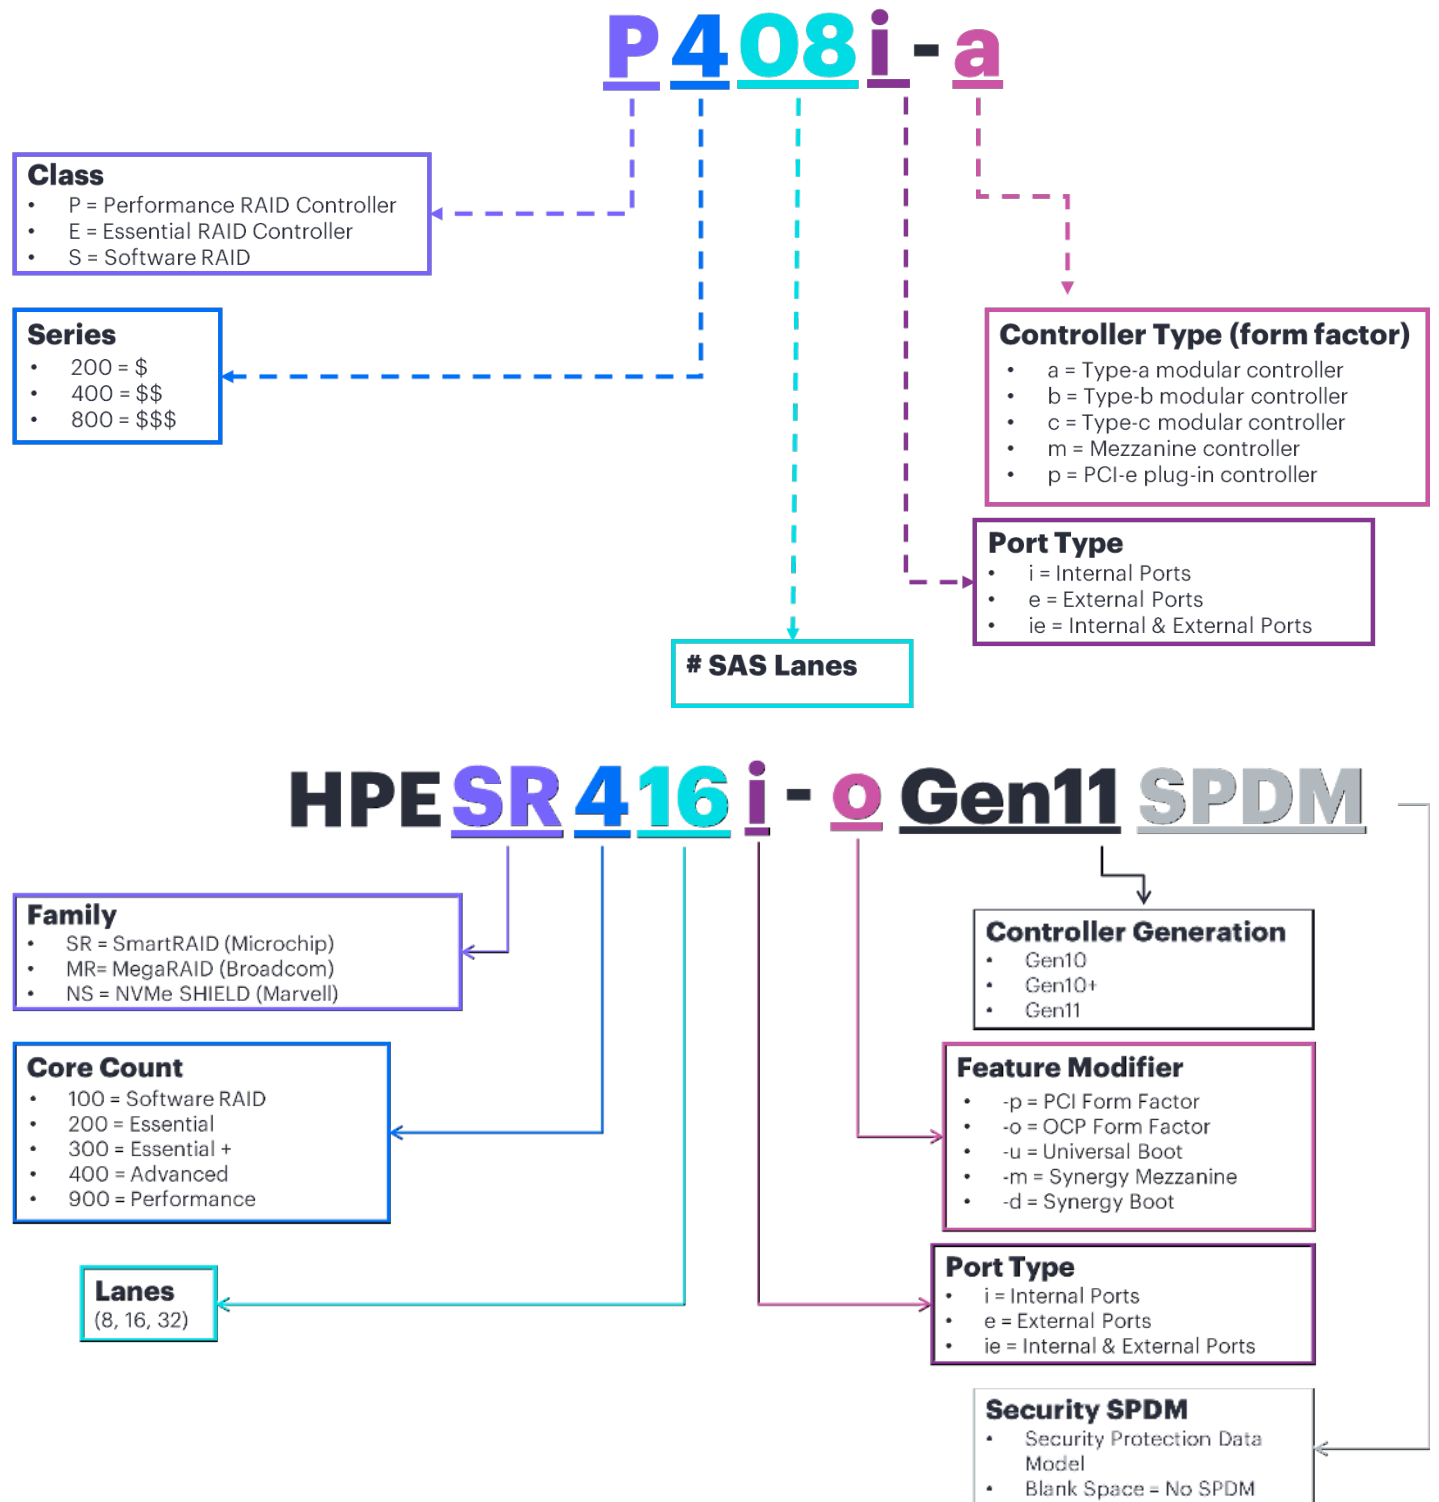 P408i-a
Class
• P = Performance RAID Controller
• E = Essential RAID Controller
• S = Software RAID
Series
• 200 = $
• 400 = $$
• 800 = $$$
Controller Type (form factor)
• a = Type-a modular controller
• b = Type-b modular controller
• c = Type-c modular controller
• m = Mezzanine controller
• p = PCI-e plug-in controller
Port Type
• i = Internal Ports
• e = External Ports
• ie = Internal & External Ports
# SAS Lanes
HPE SR416i-o Gen11 SPDM
Family
• SR = SmartRAID (Microchip)
• MR= MegaRAID (Broadcom)
• NS = NVMe SHIELD (Marvell)
Controller Generation
• Gen10
• Gen10+
• Gen11
Core Count
• 100 = Software RAID
• 200 = Essential
• 300 = Essential +
• 400 = Advanced
• 900 = Performance
Feature Modifier
• -p = PCI Form Factor
• -o = OCP Form Factor
• -u = Universal Boot
• -m = Synergy Mezzanine
• -d = Synergy Boot
Lanes
(8, 16, 32)
Port Type
• i = Internal Ports
• e = External Ports
• ie = Internal & External Ports
Security SPDM
• Security Protection Data
Model
• Blank Space = No SPDM